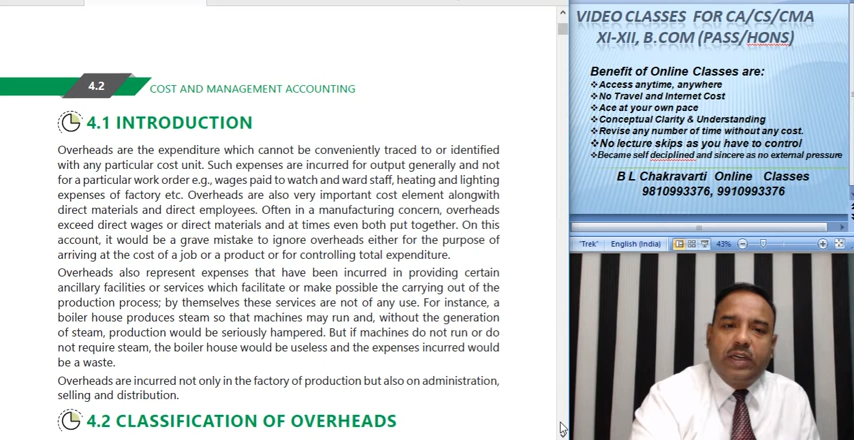 4.2
COST AND MANAGEMENT ACCOUNTING
4.1 INTRODUCTION
Overheads are the expenditure which cannot be conveniently traced to or identified
with any particular cost unit. Such expenses are incurred for output generally and not
for a particular work order e.g., wages paid to watch and ward staff, heating and lighting
expenses of factory etc. Overheads are also very important cost element alongwith
direct materials and direct employees. Often in a manufacturing concern, overheads
exceed direct wages or direct materials and at times even both put together. On this
account, it would be a grave mistake to ignore overheads either for the purpose of
arriving at the cost of a job or a product or for controlling total expenditure.
Overheads also represent expenses that have been incurred in providing certain
ancillary facilities or services which facilitate or make possible the carrying out of the
production process; by themselves these services are not of any use. For instance, a
boiler house produces steam so that machines may run and, without the generation
of steam, production would be seriously hampered. But if machines do not run or do
not require steam, the boiler house would be useless and the expenses incurred would
be a waste.
Overheads are incurred not only in the factory of production but also on administration,
selling and distribution.
4.2 CLASSIFICATION OF OVERHEADS
VIDEO CLASSES FOR CA/CS/CMA
XI-XII, B.COM (PASS/HONS)
Benefit of Online Classes are:
❖Access anytime, anywhere
❖No Travel and Internet Cost
❖Ace at your own pace
❖Conceptual Clarity & Understanding
❖Revise any number of time without any cost.
❖No lecture skips as you have to control
❖Became self deciplined and sincere as no external pressure
B L Chakravarti Online Classes
9810993376, 9910993376
"Trek" English (India) 43%